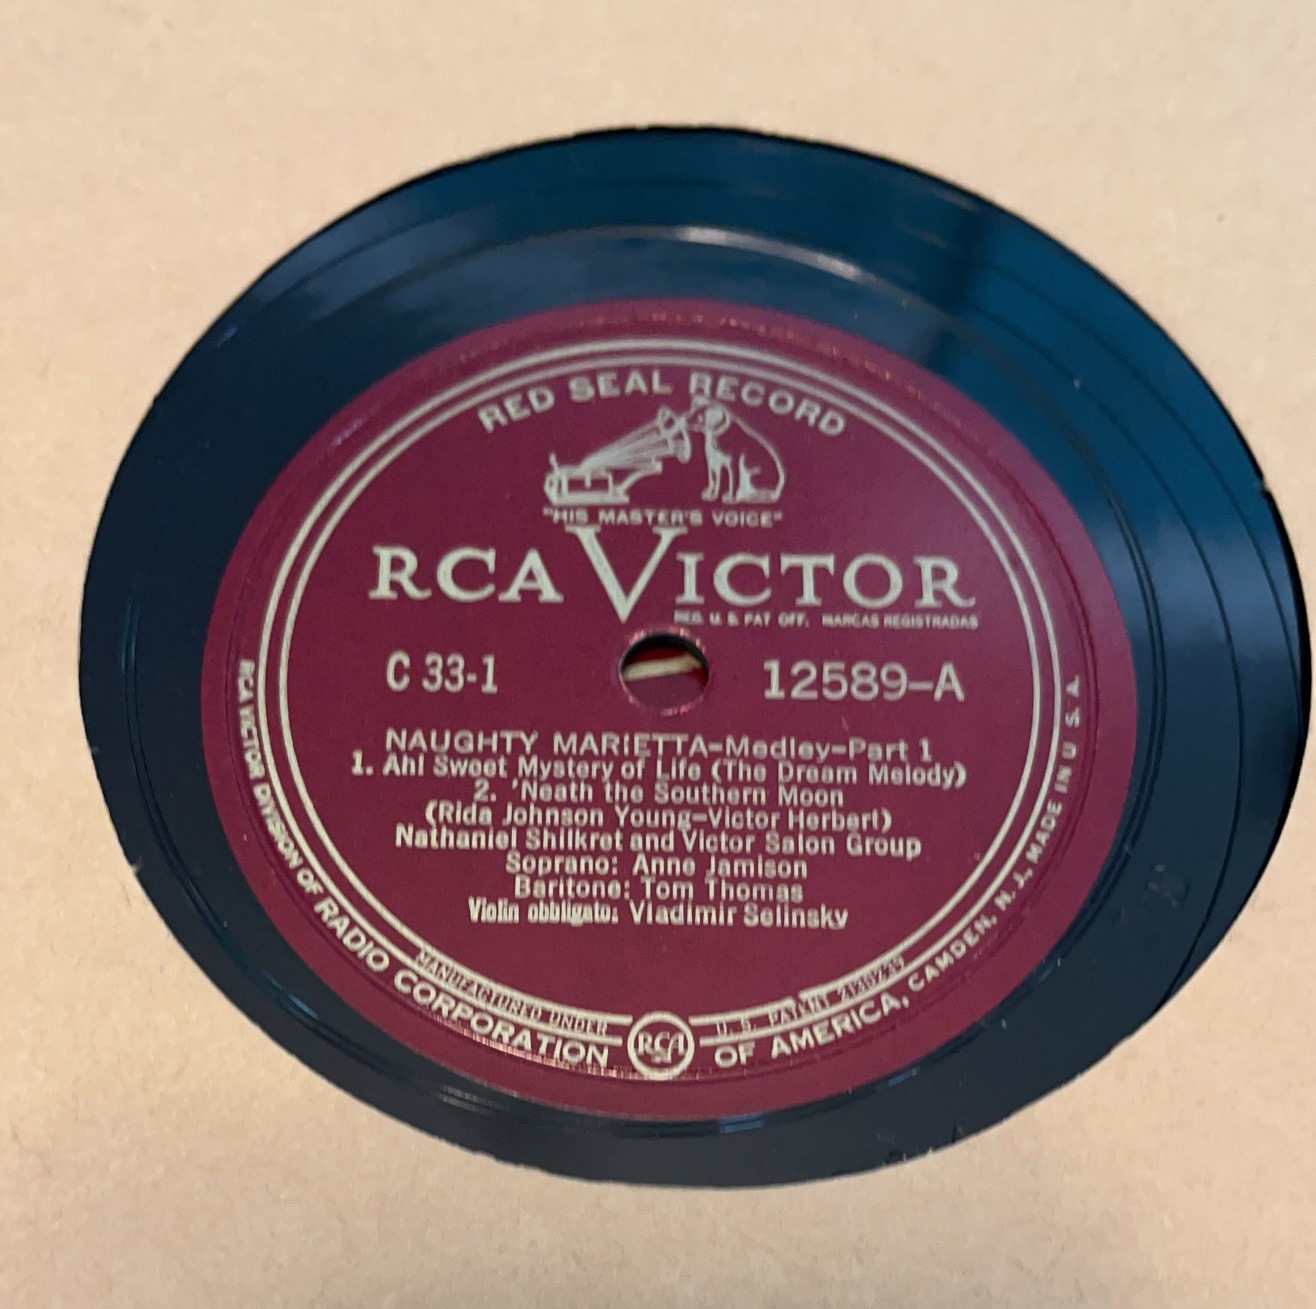 RED SEAL RECORD
"HIS MASTER'S VOICE"
RCA VICTOR
REG. U. S. PAT. OFF. MARCAS REGISTRADAS
C 33-1
12589-A
NAUGHTY MARIETTA-Medley-Part 1
1. Ah! Sweet Mystery of Life (The Dream Melody)
2. 'Neath the Southern Moon
(Rida Johnson Young-Victor Herbert)
Nathaniel Shilkret and Victor Salon Group
Soprano: Anne Jamison
Baritone: Tom Thomas
Violin obbligato: Vladimir Selinsky
MANUFACTURED UNDER
U. S. PATENT
RCA VICTOR DIVISION OF RADIO CORPORATION OF AMERICA, CAMDEN, N. J., MADE IN U. S. A.
RCA